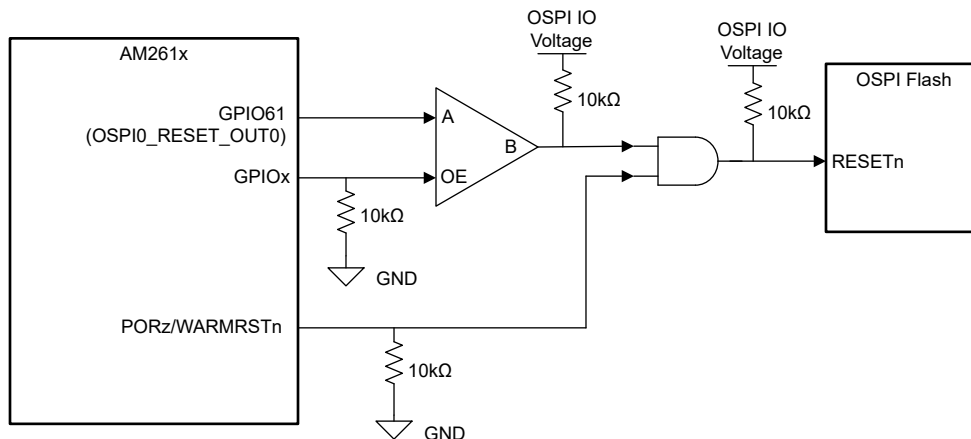 AM261x
GPIO61
(OSPI0_RESET_OUT0)
GPIOx
10kΩ
GND
PORz/WARMRSTn
10kΩ
GND
A
B
OE
OSPI IO
Voltage
10kΩ
OSPI IO
Voltage
10kΩ
OSPI Flash
RESETn